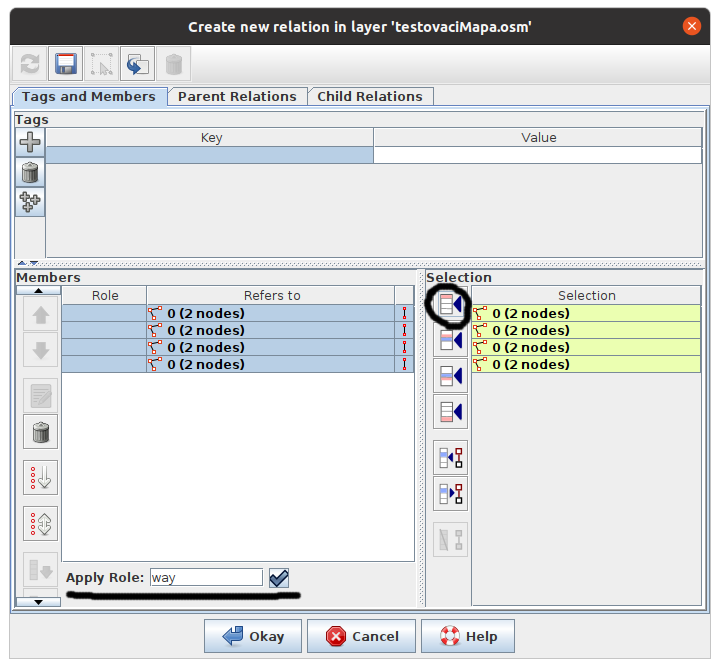 Create new relation in layer 'testovaciMapa.osm'
Tags and Members Parent Relations Child Relations
Tags
Key Value
Members Selection
Role Refers to Selection
0 (2 nodes) 0 (2 nodes)
0 (2 nodes) 0 (2 nodes)
0 (2 nodes) 0 (2 nodes)
0 (2 nodes) 0 (2 nodes)
Apply Role: way
Okay Cancel Help